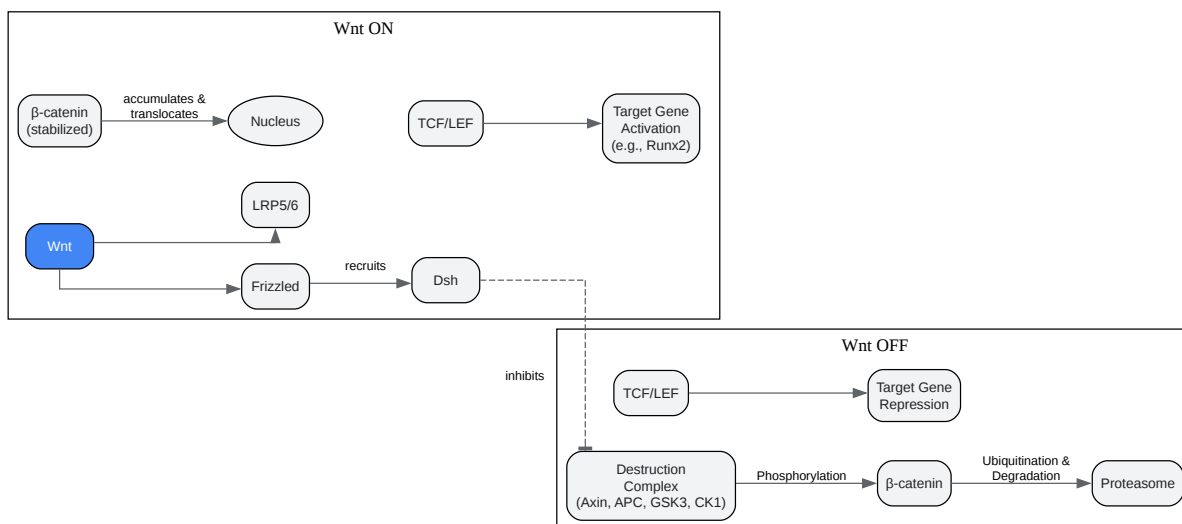 Wnt ON
β-catenin
(stabilized)
accumulates &
translocates
Nucleus
TCF/LEF
Target Gene
Activation
(e.g., Runx2)
LRP5/6
Wnt
Frizzled
recruits
Dsh
inhibits
Wnt OFF
TCF/LEF
Target Gene
Repression
Destruction
Complex
(Axin, APC, GSK3, CK1)
Phosphorylation
β-catenin
Ubiquitination &
Degradation
Proteasome